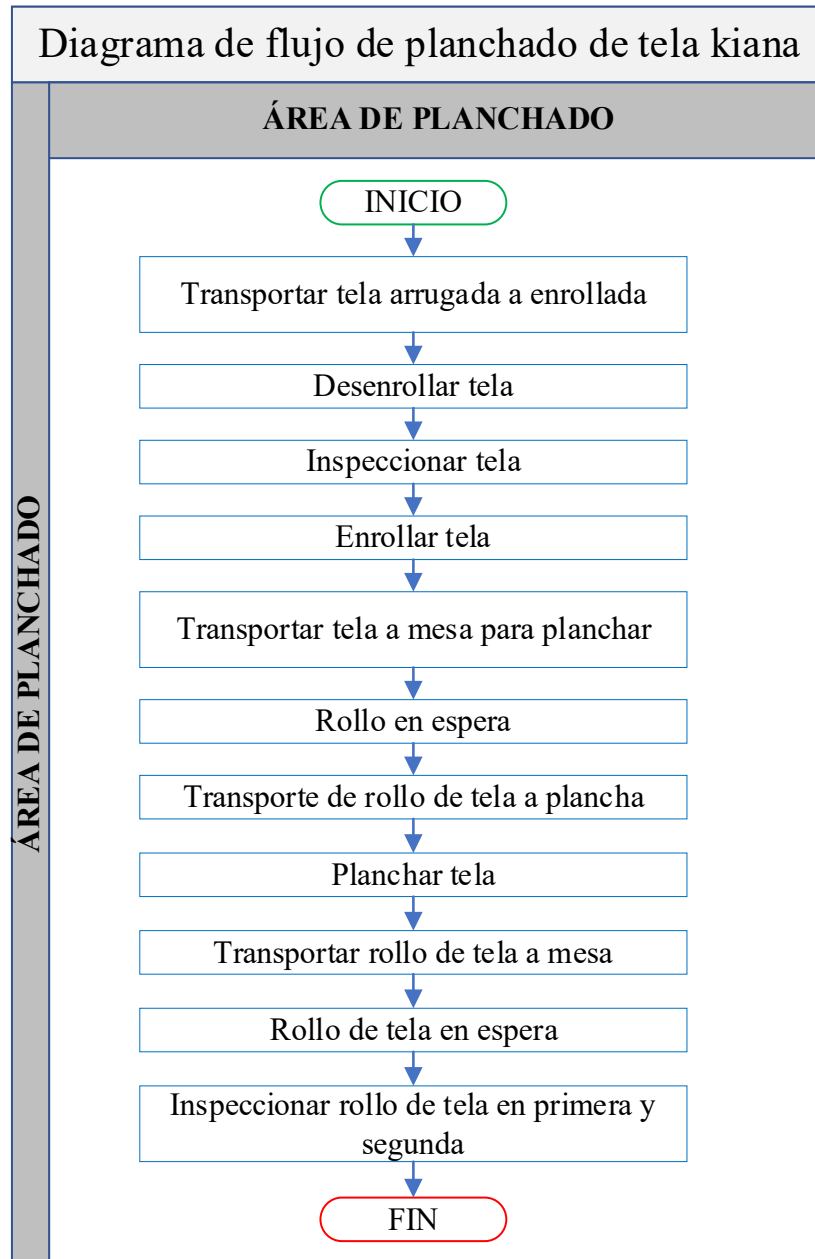 Diagrama de flujo de planchado de tela kiana
ÁREA DE PLANCHADO
ÁREA DE PLANCHADO
INICIO
Transportar tela arrugada a enrollada
Desenrollar tela
Inspeccionar tela
Enrollar tela
Transportar tela a mesa para planchar
Rollo en espera
Transporte de rollo de tela a plancha
Planchar tela
Transportar rollo de tela a mesa
Rollo de tela en espera
Inspeccionar rollo de tela en primera y
segunda
FIN